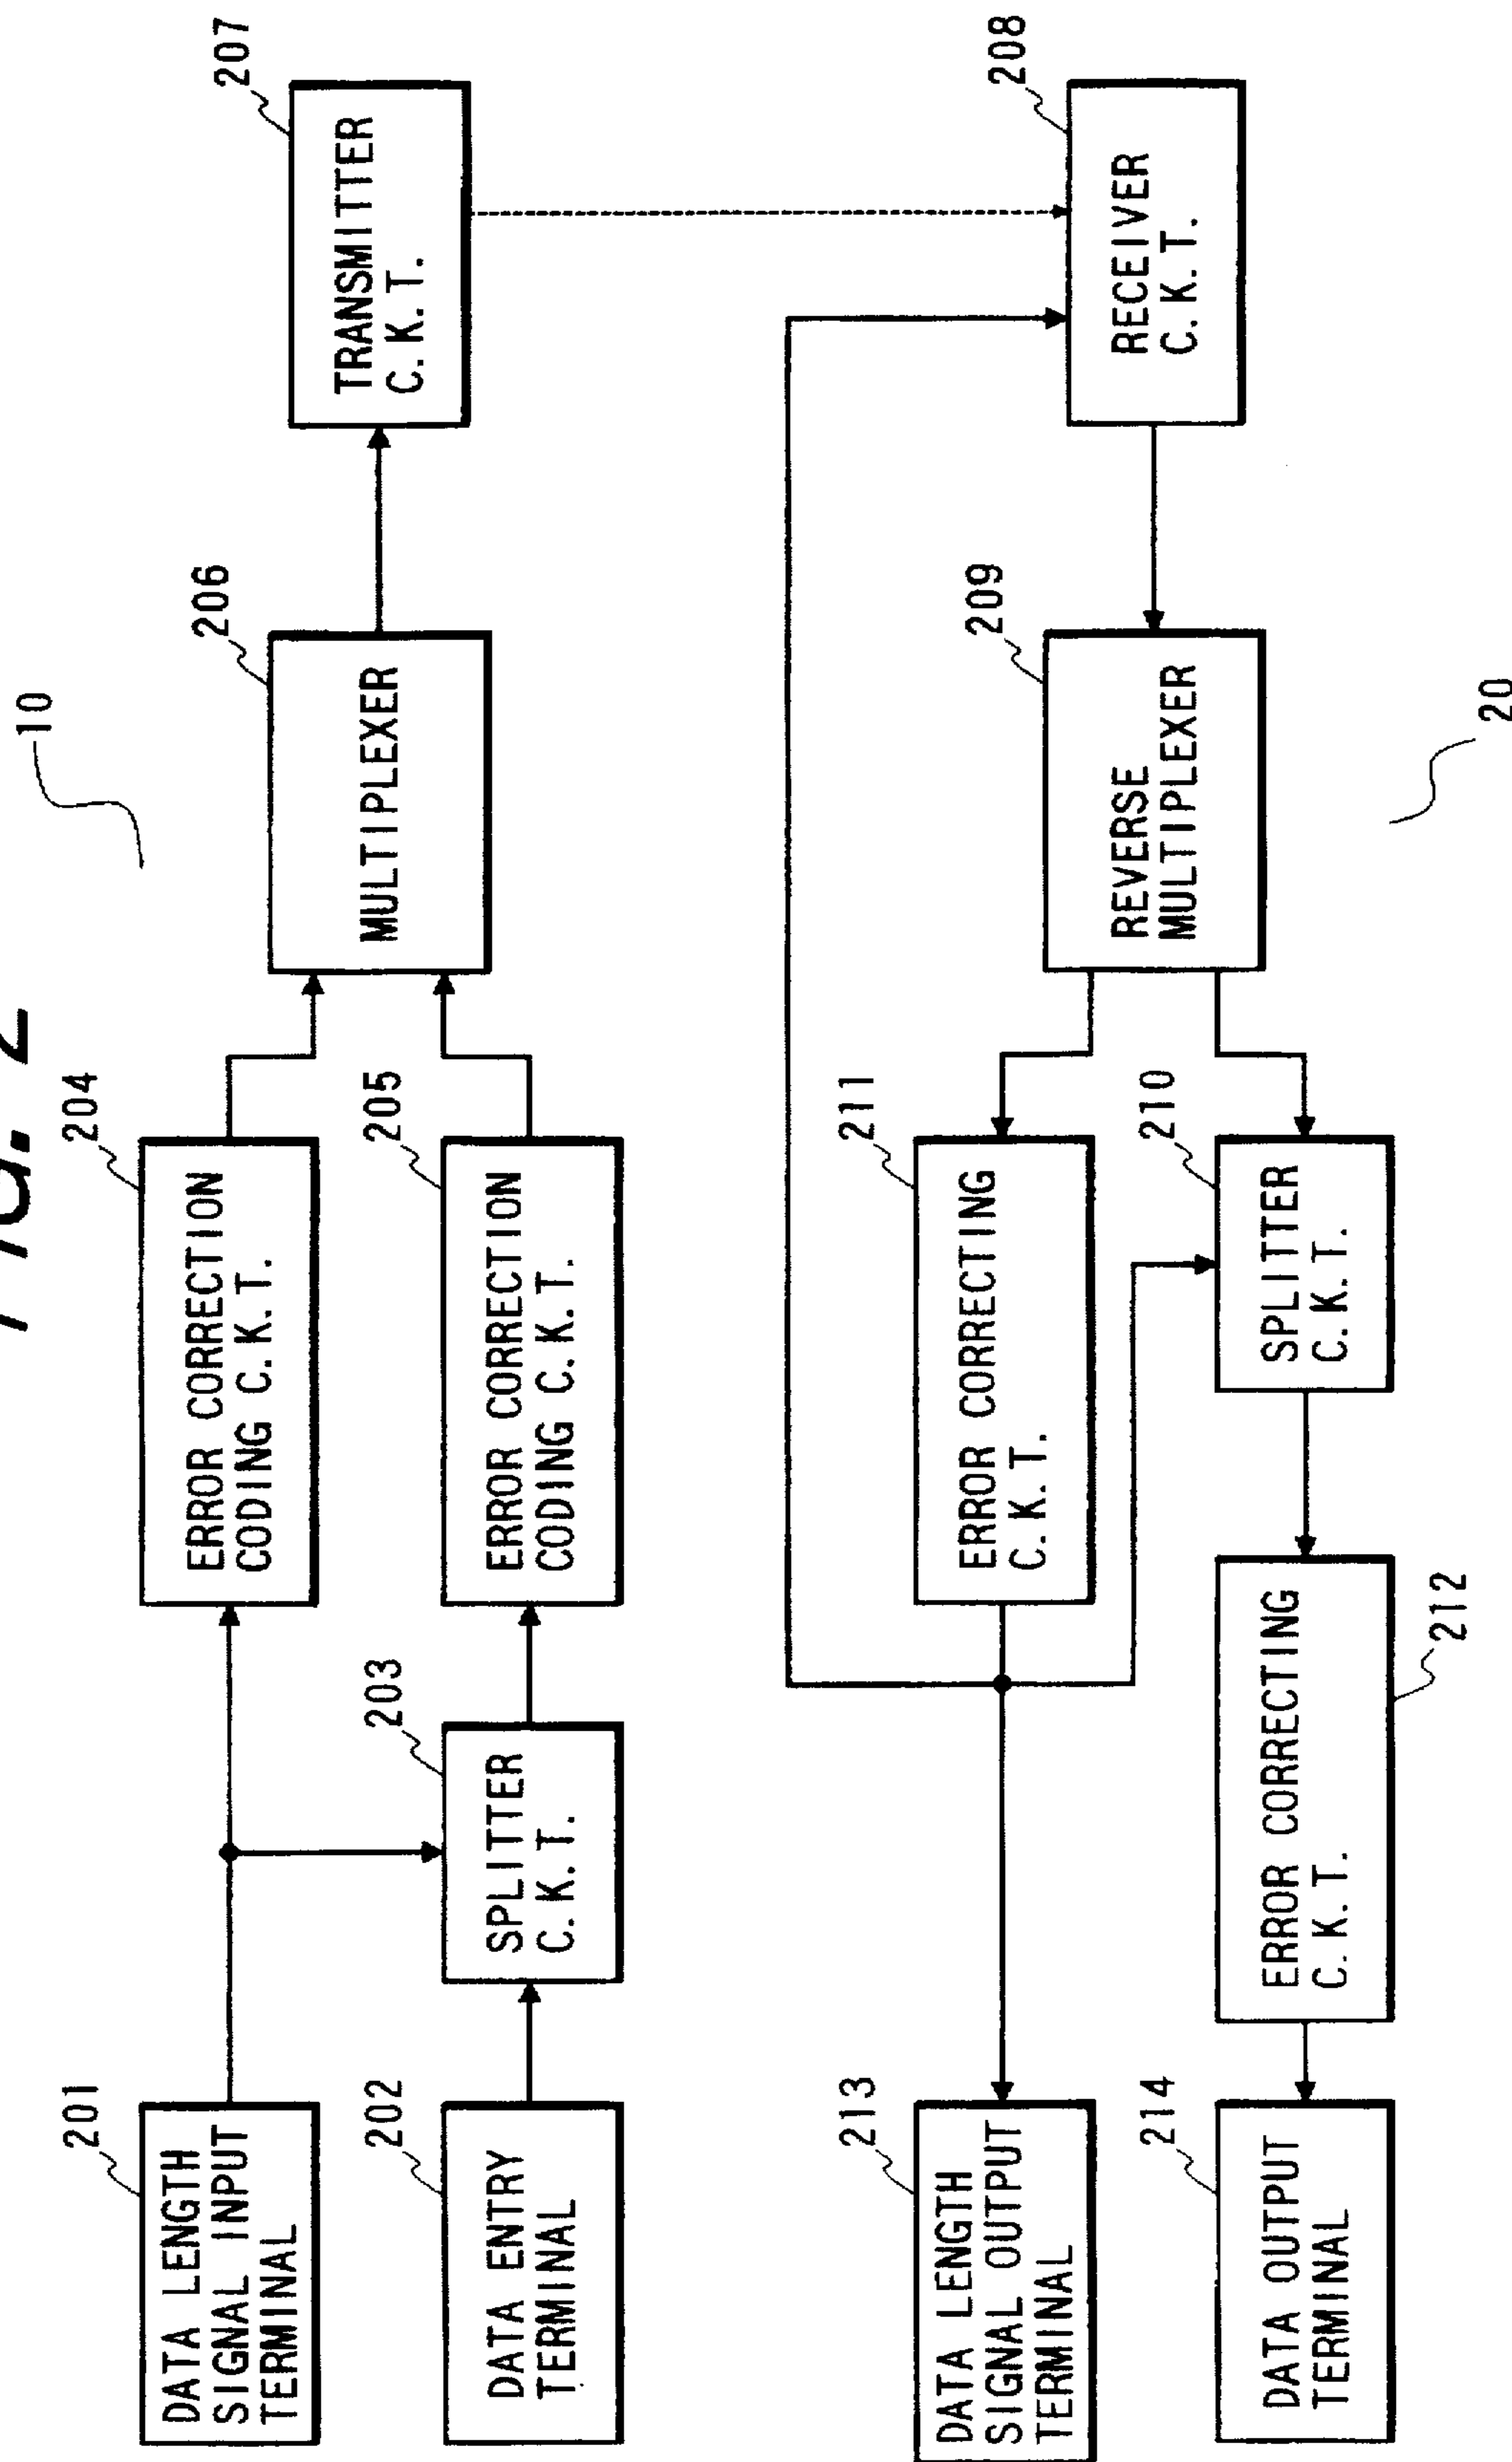 FIG. 2
10
201
DATA LENGTH
SIGNAL INPUT
TERMINAL
204
ERROR CORRECTION
CODING C.K.T.
206
MULTIPLEXER
207
TRANSMITTER
C.K.T.
202
DATA ENTRY
TERMINAL
203
SPLITTER
C.K.T.
205
ERROR CORRECTION
CODING C.K.T.
213
DATA LENGTH
SIGNAL OUTPUT
TERMINAL
211
ERROR CORRECTING
C.K.T.
209
REVERSE
MULTIPLEXER
208
RECEIVER
C.K.T.
214
DATA OUTPUT
TERMINAL
ERROR CORRECTING
C.K.T.
212
210
SPLITTER
C.K.T.
20